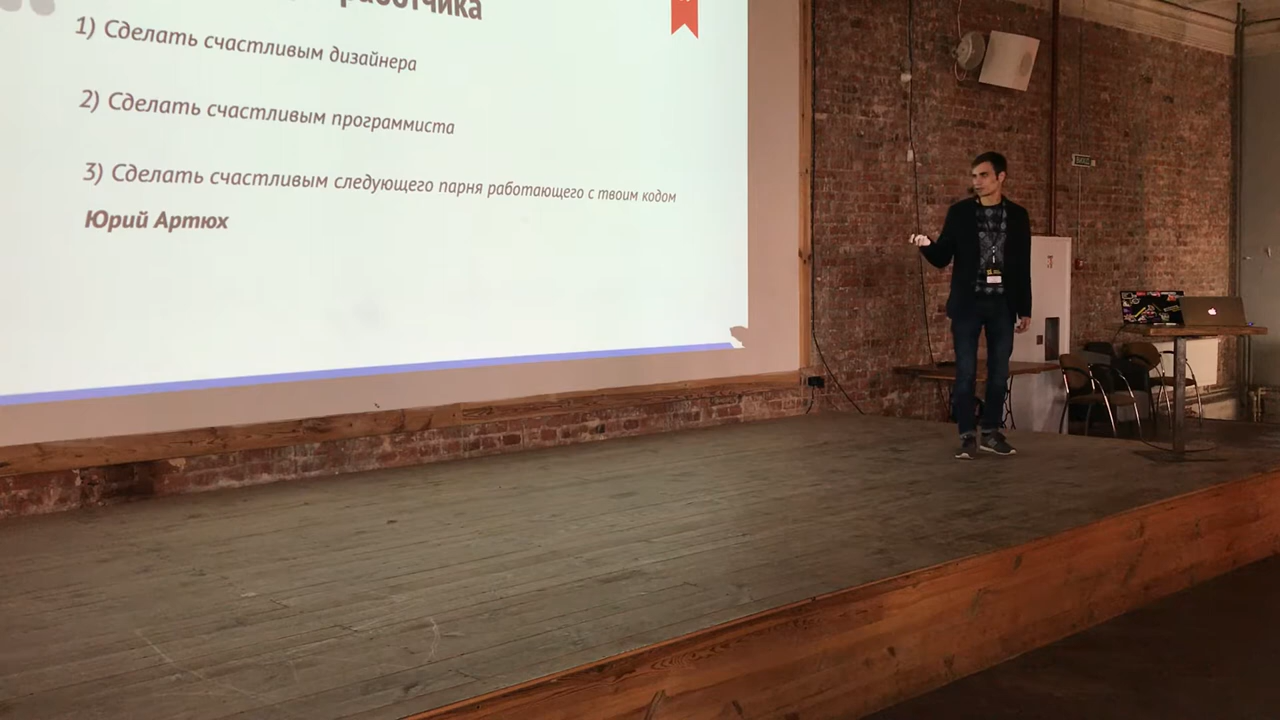 1) Сделать счастливым дизайнера
2) Сделать счастливым программиста
3) Сделать счастливым следующего парня работающего с твоим кодом
Юрий Артюх